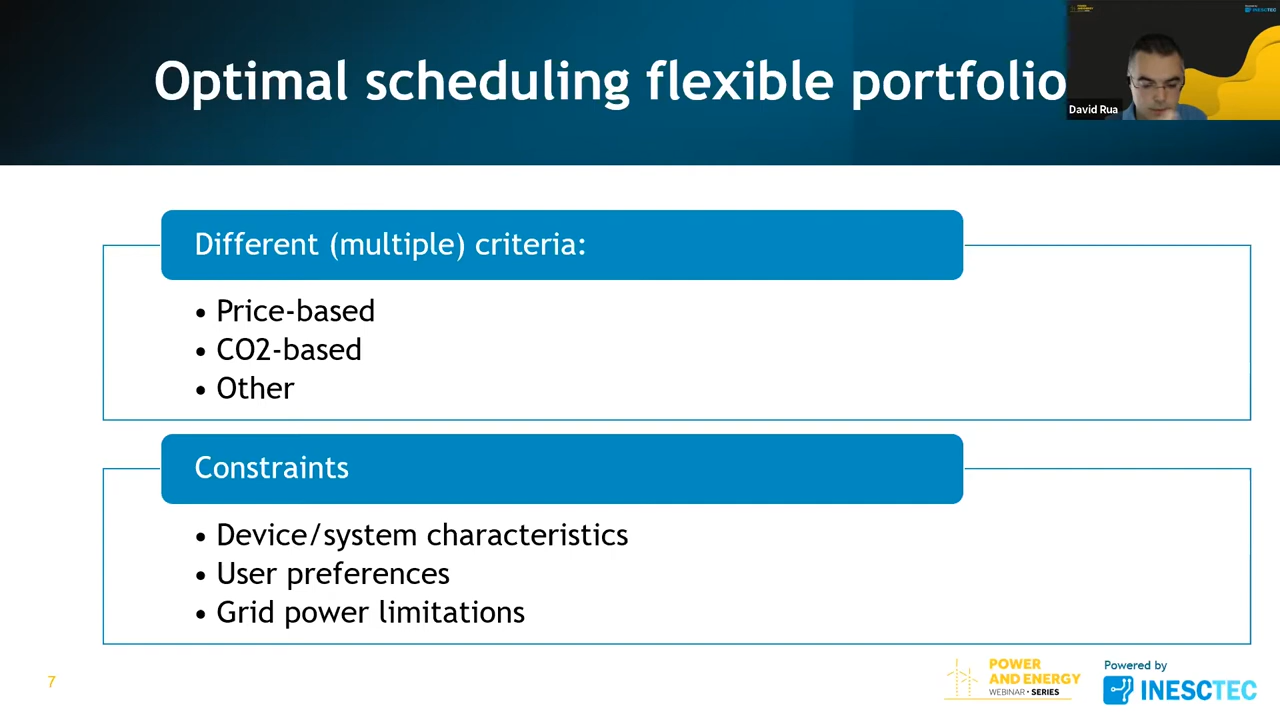 Optimal scheduling flexible portfolio
David Rua
Different (multiple) criteria:
• Price-based
• CO2-based
• Other
Constraints
• Device/system characteristics
• User preferences
• Grid power limitations
7
POWER
AND ENERGY
WEBINAR • SERIES
Powered by
INESCTEC